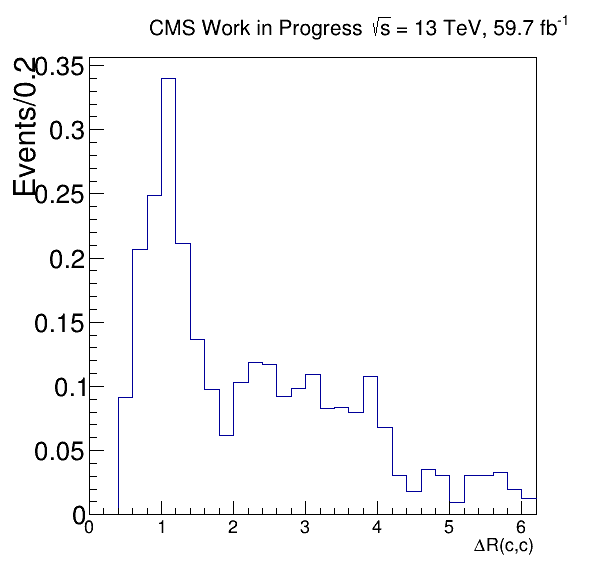 CMS Work in Progress √s = 13 TeV, 59.7 fb⁻¹
Events/0.2
0.35
0.3
0.25
0.2
0.15
0.1
0.05
0
0 1 2 3 4 5 6
ΔR(c,c)